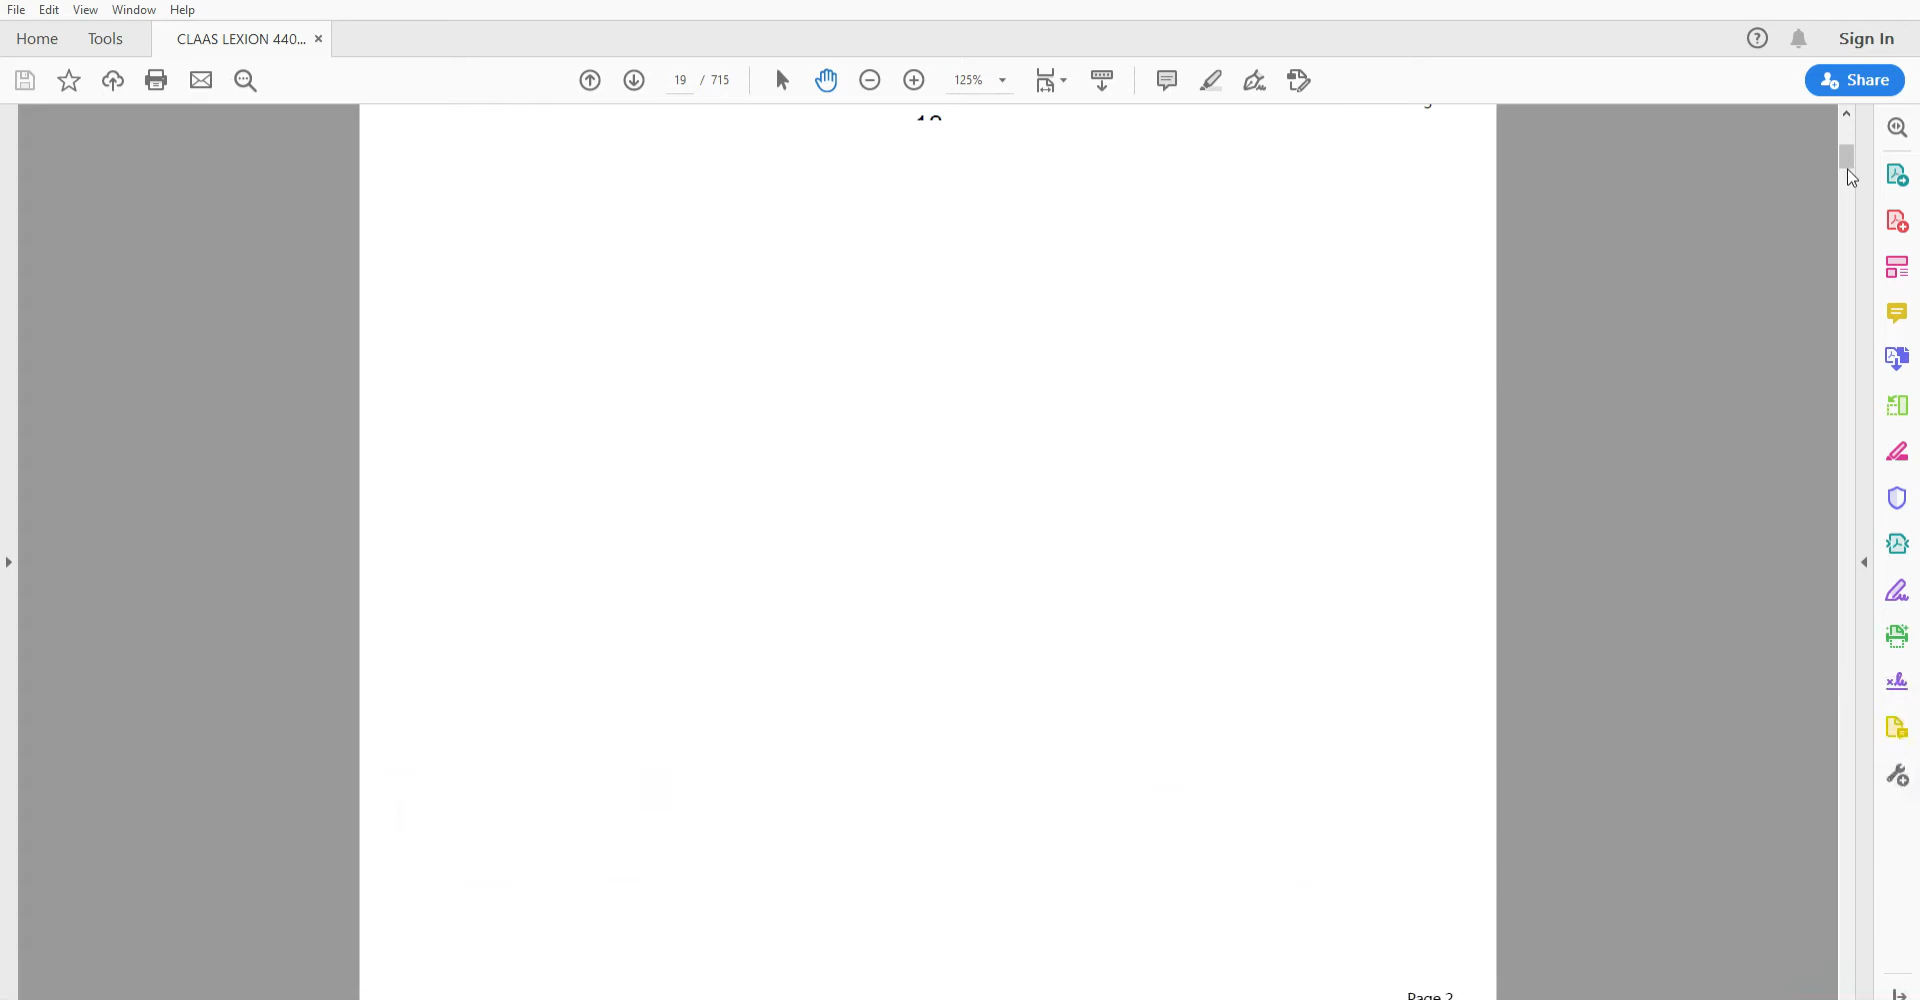 File Edit View Window Help
Home Tools CLAAS LEXION 440... × Sign In
19 / 715 125% Share
Page 2